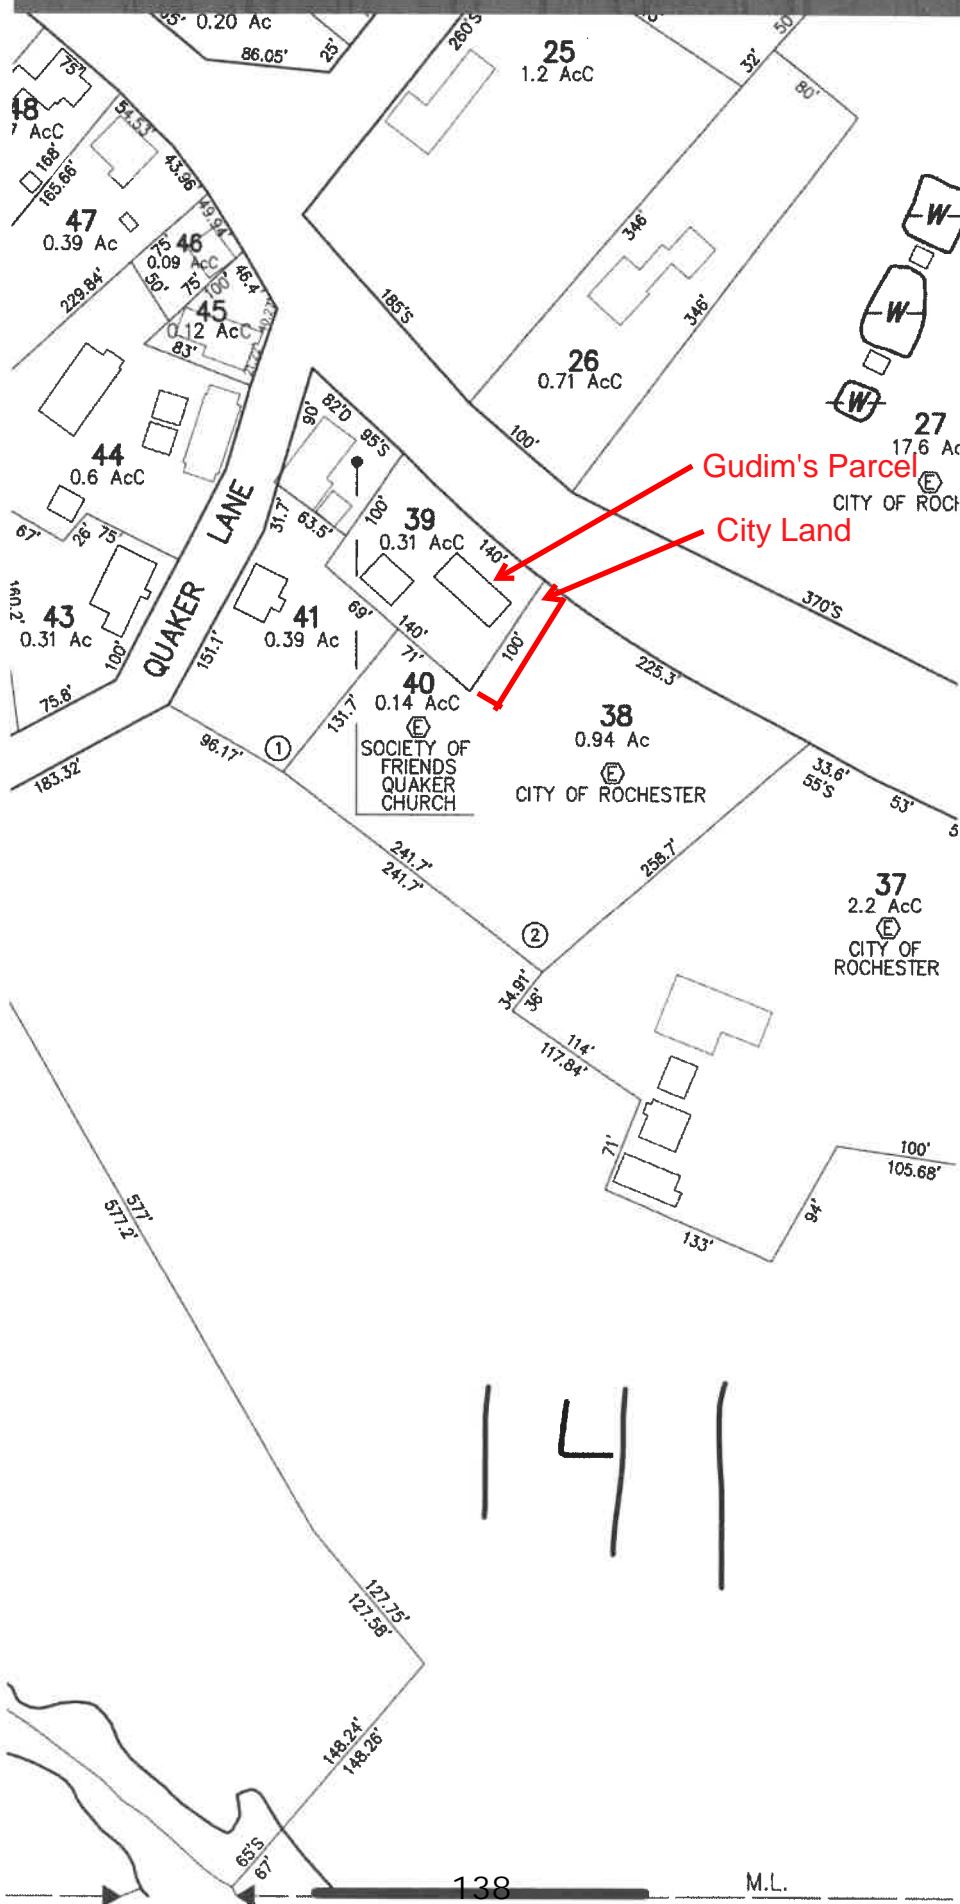 0.20 Ac
86.05'
25'
260'S
25
1.2 AcC
32'
50'
80'
75'
48
AcC
54.53'
168'
165.66'
43.96'
49.94'
47
0.39 Ac
75'
46
0.09 AcC
50'
75'
100'
46.4'
229.84'
45
0.12 AcC
83'
185'S
346'
346'
W
W
W
26
0.71 AcC
100'
27
17.6 Ac
E
CITY OF ROCH
Gudim's Parcel
City Land
90'
82'D
95'S
44
0.6 AcC
67'
26'
75'
QUAKER LANE
31.7'
63.5'
100'
39
0.31 AcC
140'
160.2'
43
0.31 Ac
100'
75.8'
151.1'
41
0.39 Ac
69'
140'
71'
100'
370'S
225.3'
40
0.14 AcC
E
SOCIETY OF
FRIENDS
QUAKER
CHURCH
131.7'
38
0.94 Ac
E
CITY OF ROCHESTER
183.32'
96.17'
1
33.6'
55'S
53'
5
241.7'
241.7'
258.7'
37
2.2 AcC
E
CITY OF
ROCHESTER
2
34.91'
36'
114'
117.84'
71'
133'
94'
100'
105.68'
577'
577.2'
141
127.75'
127.58'
148.24'
148.26'
65'S
67'
138
M.L.